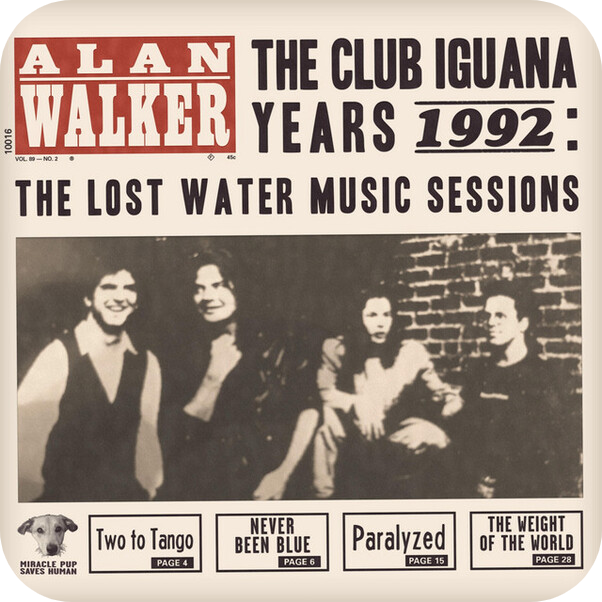 ALAN
WALKER
10016
VOL. 89 — NO. 2 ® Ⓟ 45c
THE CLUB IGUANA
YEARS 1992:
THE LOST WATER MUSIC SESSIONS
MIRACLE PUP
SAVES HUMAN
Two to Tango
PAGE 4
NEVER
BEEN BLUE
PAGE 6
Paralyzed
PAGE 15
THE WEIGHT
OF THE WORLD
PAGE 28